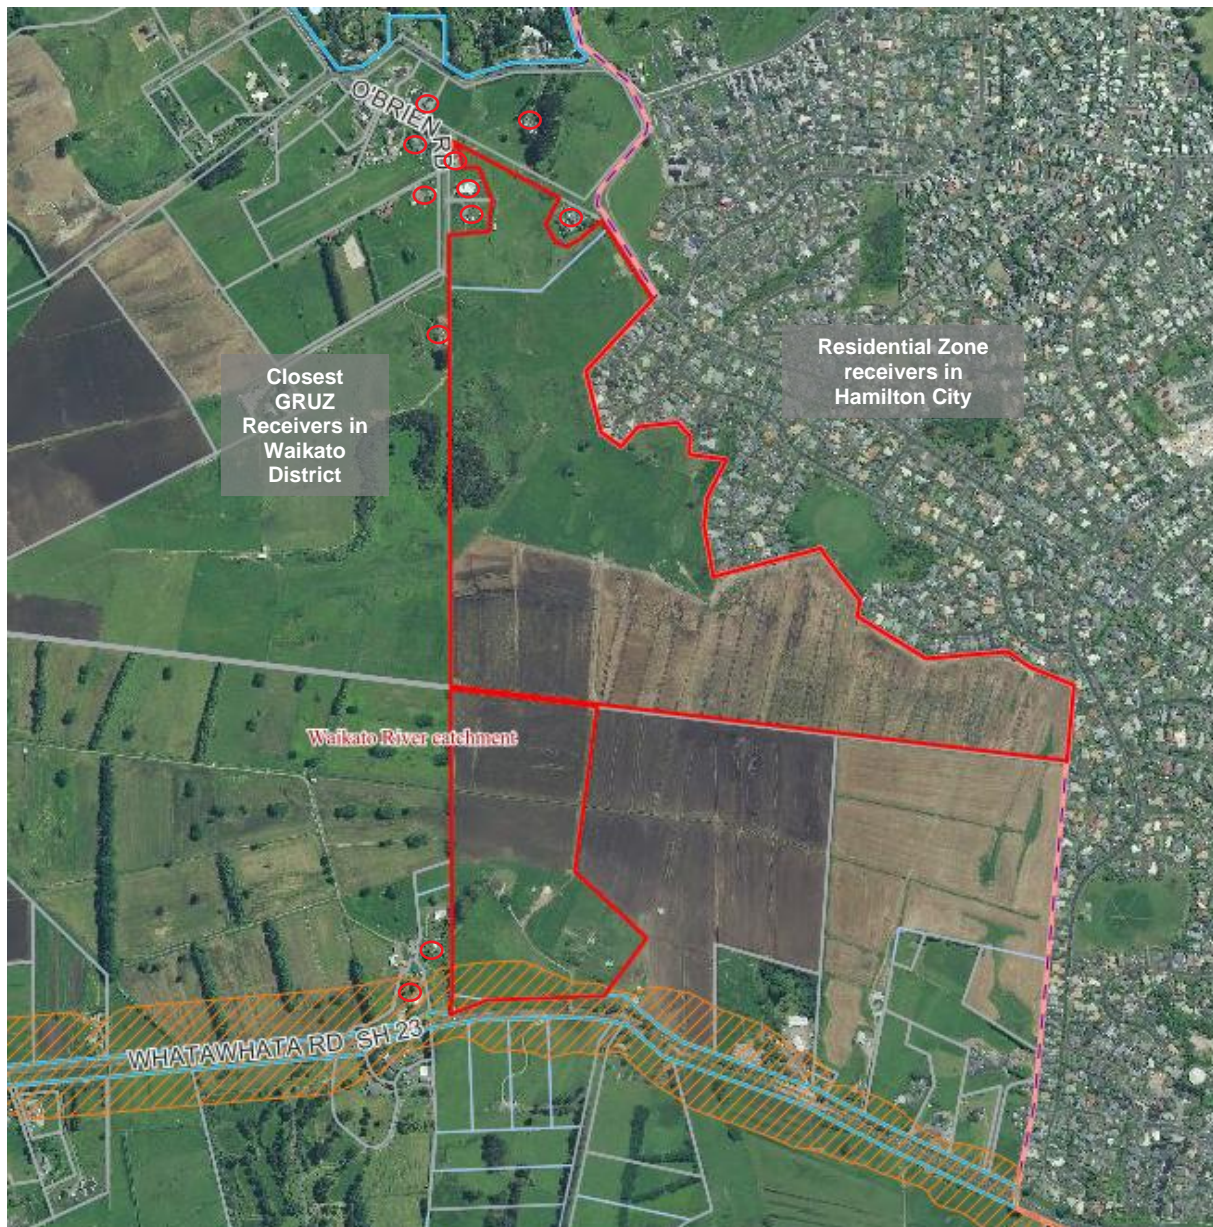 O'BRIEN RD
Residential Zone
receivers in
Hamilton City
Closest
GRUZ
Receivers in
Waikato
District
Waikato River catchment
WHATAWHATA RD SH 23